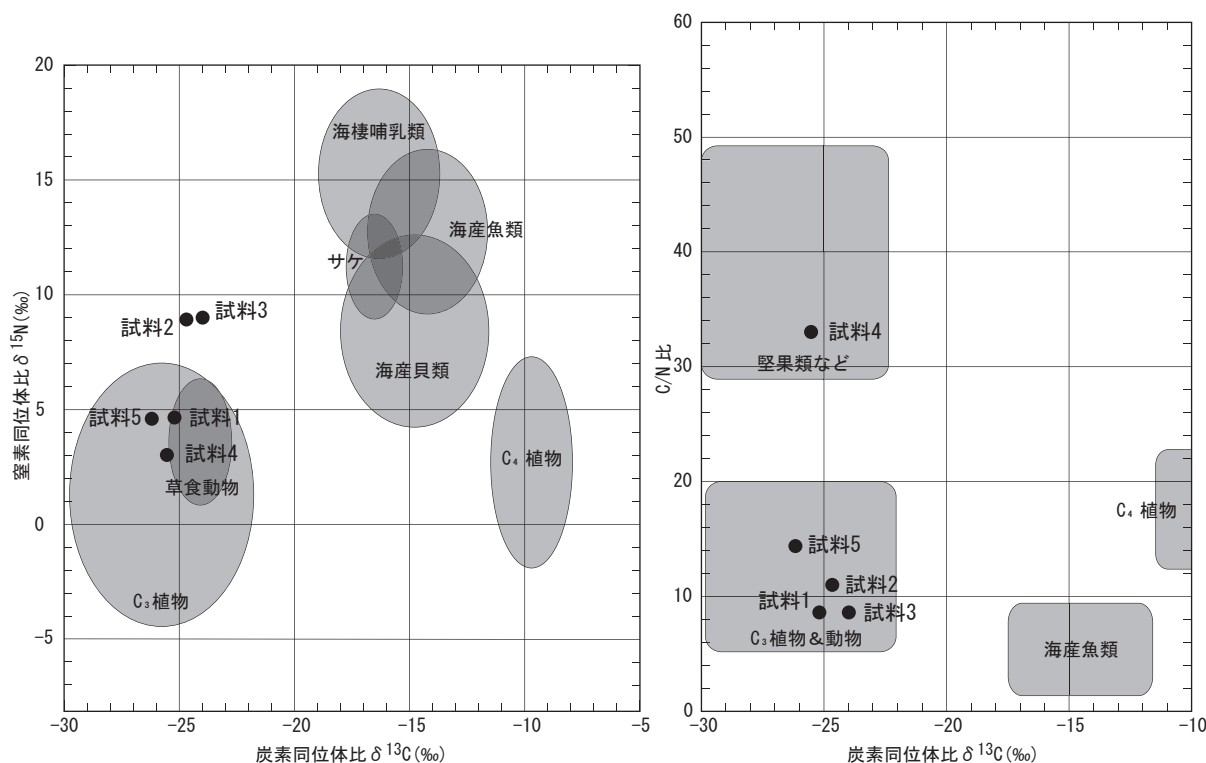 20
15
10
5
0
-5
-30
-25
-20
-15
-10
-5
窒素同位体比 δ ¹⁵N(‰)
炭素同位体比 δ ¹³C(‰)
海棲哺乳類
海産魚類
サケ
海産貝類
試料2
試料3
試料5
試料1
試料4
草食動物
C₃植物
C₄ 植物
60
50
40
30
20
10
0
-30
-25
-20
-15
-10
C/N 比
炭素同位体比 δ ¹³C(‰)
試料4
堅果類など
試料5
試料2
試料1
試料3
C₃植物&動物
C₄ 植物
海産魚類